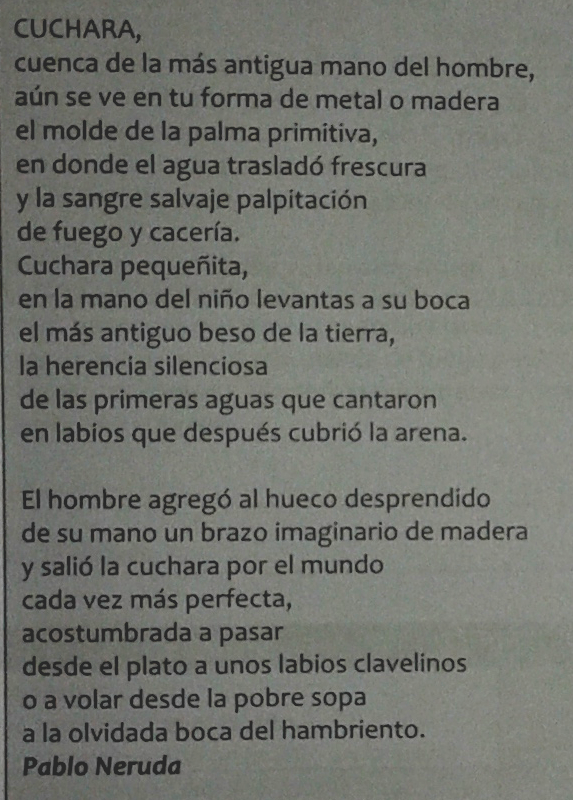 CUCHARA,
cuenca de la más antigua mano del hombre,
aún se ve en tu forma de metal o madera
el molde de la palma primitiva,
en donde el agua trasladó frescura
y la sangre salvaje palpitación
de fuego y cacería.
Cuchara pequeñita,
en la mano del niño levantas a su boca
el más antiguo beso de la tierra,
la herencia silenciosa
de las primeras aguas que cantaron
en labios que después cubrió la arena.
El hombre agregó al hueco desprendido
de su mano un brazo imaginario de madera
y salió la cuchara por el mundo
cada vez más perfecta,
acostumbrada a pasar
desde el plato a unos labios clavelinos
o a volar desde la pobre sopa
a la olvidada boca del hambriento.
Pablo Neruda